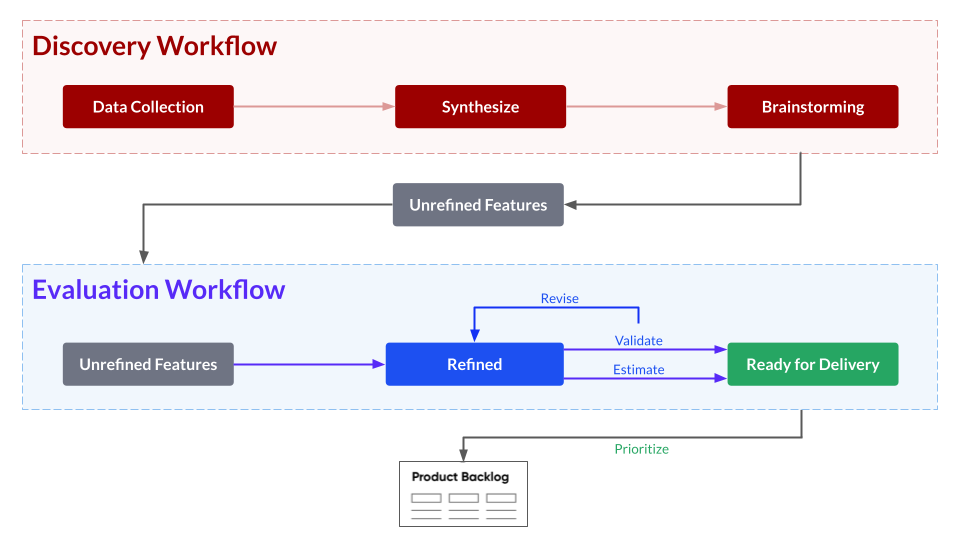 Discovery Workflow
Data Collection
Synthesize
Brainstorming
Unrefined Features
Evaluation Workflow
Revise
Validate
Unrefined Features
Refined
Ready for Delivery
Estimate
Prioritize
Product Backlog